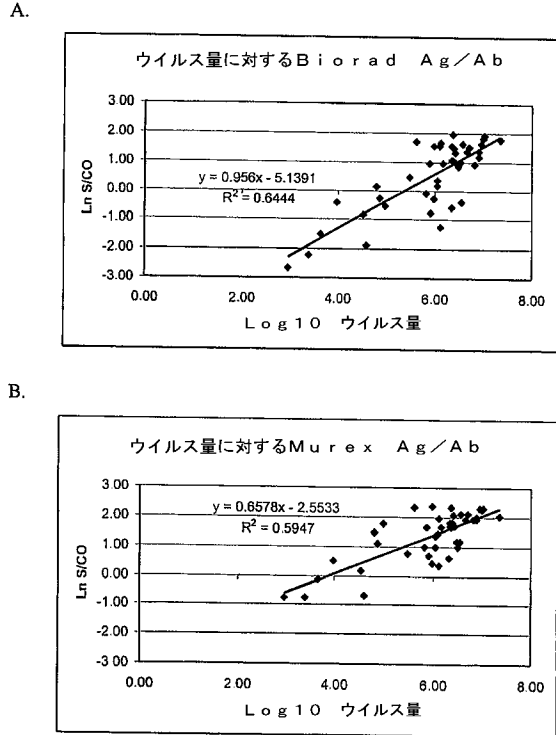 A.
ウイルス量に対するBiorad Ag/Ab
Ln S/CO
3.00
2.00
1.00
0.00
-1.00
-2.00
-3.00
y = 0.956x - 5.1391
R² = 0.6444
0.00 2.00 4.00 6.00 8.00
Log10 ウイルス量
B.
ウイルス量に対するMurex Ag/Ab
Ln S/CO
3.00
2.00
1.00
0.00
-1.00
-2.00
-3.00
y = 0.6578x - 2.5533
R² = 0.5947
0.00 2.00 4.00 6.00 8.00
Log10 ウイルス量